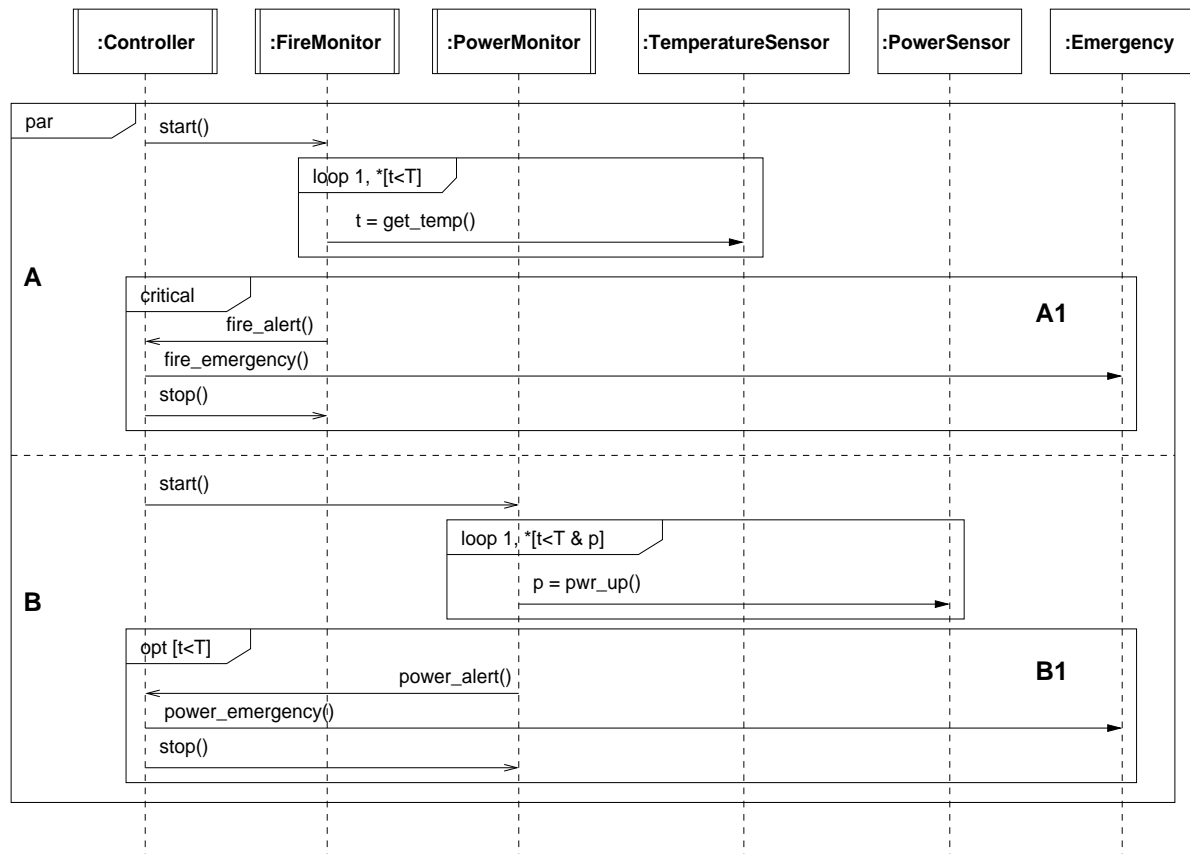 :Controller :FireMonitor :PowerMonitor :TemperatureSensor :PowerSensor :Emergency
par
start()
loop 1, *[t<T]
t = get_temp()
A
critical
A1
fire_alert()
fire_emergency()
stop()
start()
loop 1, *[t<T & p]
p = pwr_up()
B
opt [t<T]
B1
power_alert()
power_emergency()
stop()